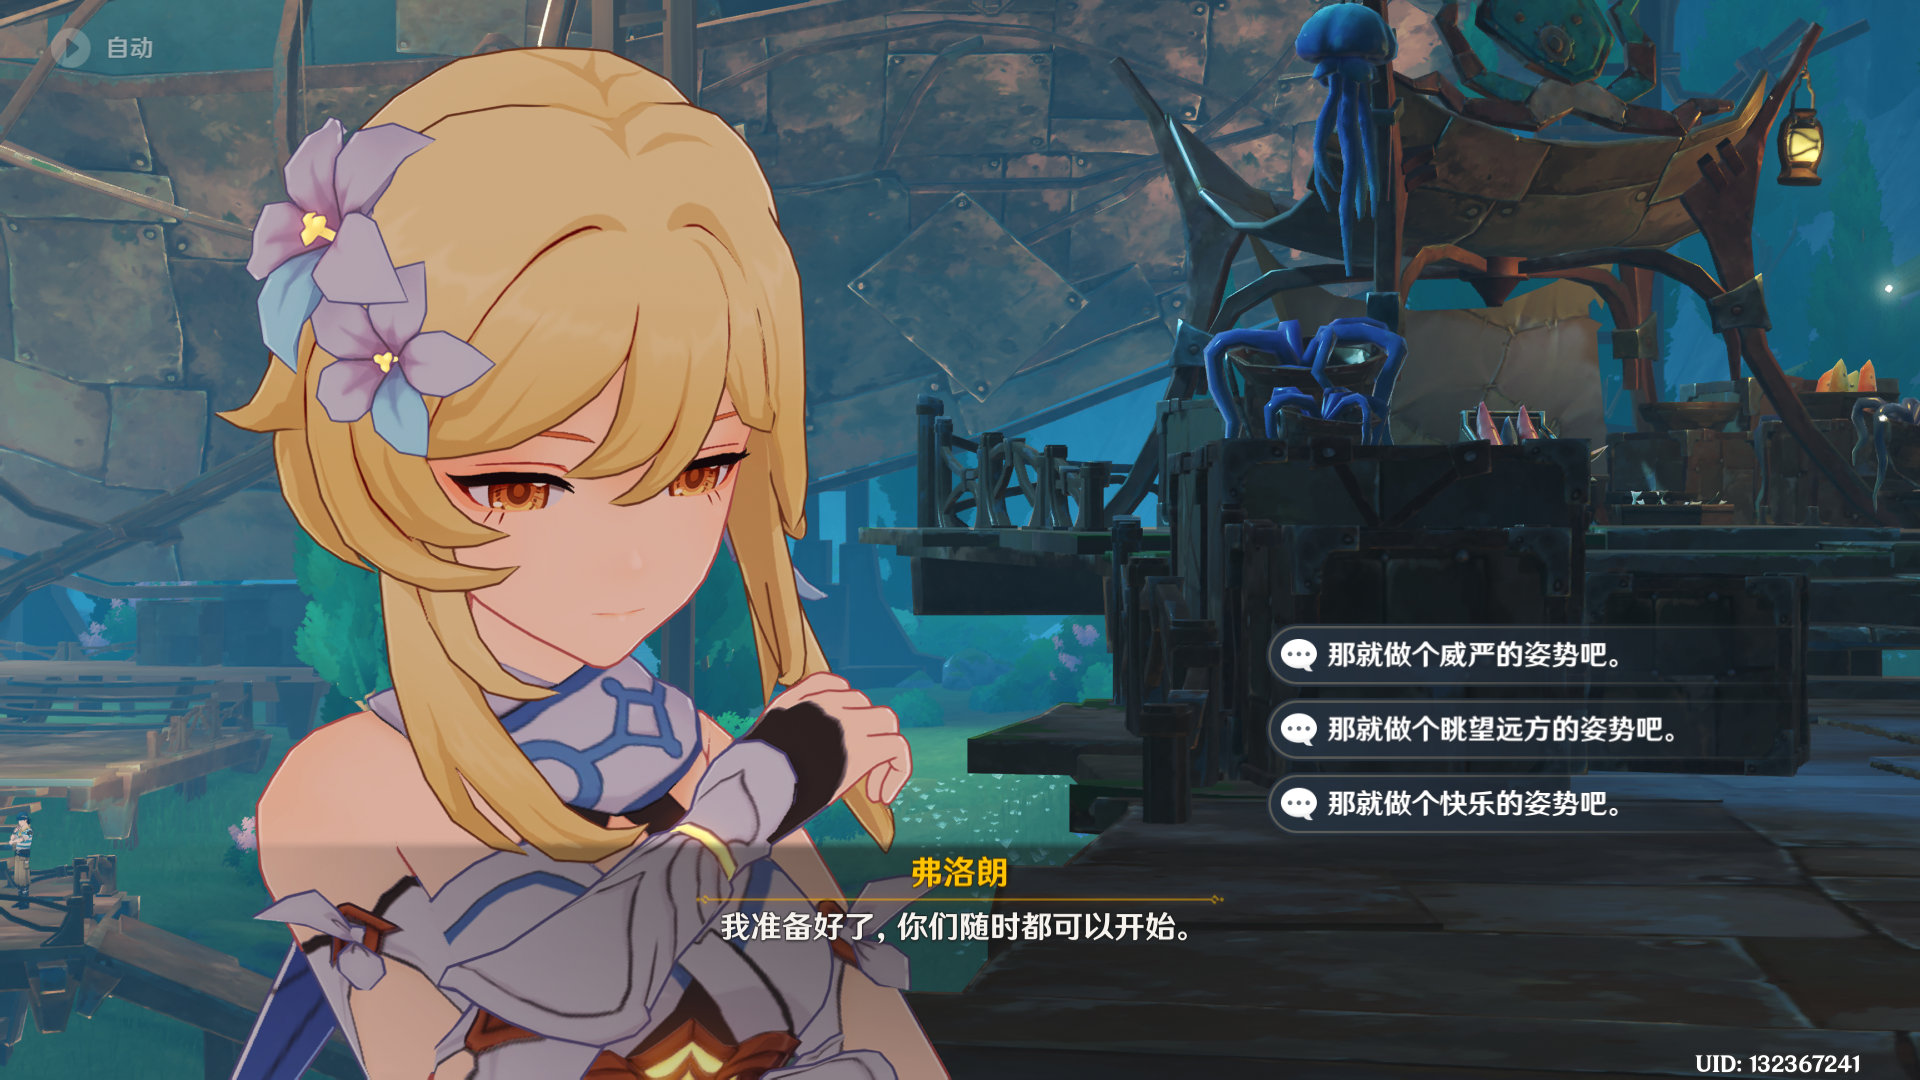 自动
那就做个威严的姿势吧。
那就做个眺望远方的姿势吧。
那就做个快乐的姿势吧。
弗洛朗
我准备好了，你们随时都可以开始。
UID: 132367241